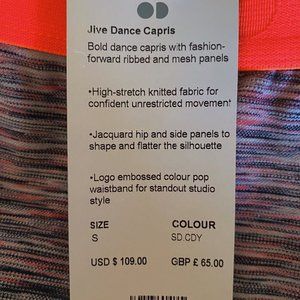 Jive Dance Capris
Bold dance capris with fashion-
forward ribbed and mesh panels
•High-stretch knitted fabric for
confident unrestricted movement
•Jacquard hip and side panels to
shape and flatter the silhouette
•Logo embossed colour pop
waistband for standout studio
style
SIZE COLOUR
S SD.CDY
USD $ 109.00 GBP £ 65.00